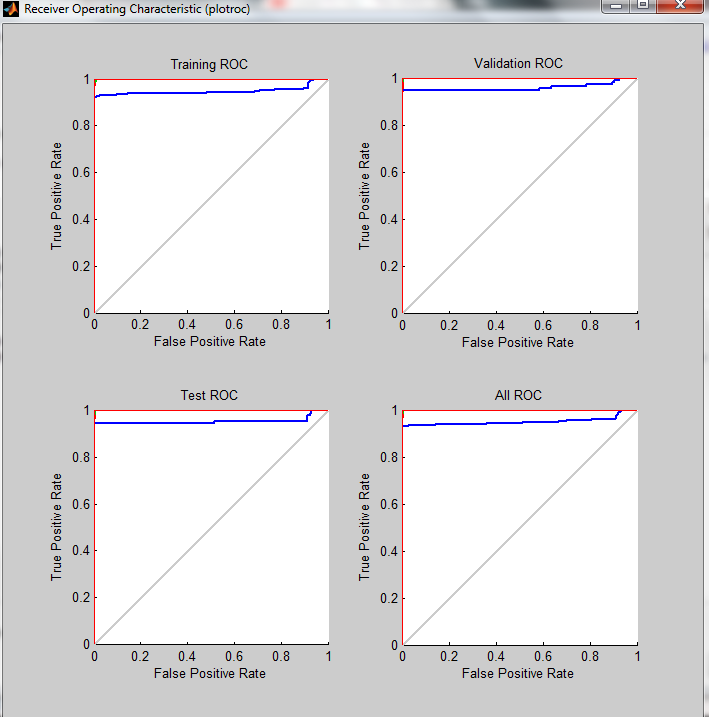 Receiver Operating Characteristic (plotroc)
Training ROC
True Positive Rate
1
0.8
0.6
0.4
0.2
0
0 0.2 0.4 0.6 0.8 1
False Positive Rate
Validation ROC
True Positive Rate
1
0.8
0.6
0.4
0.2
0
0 0.2 0.4 0.6 0.8 1
False Positive Rate
Test ROC
True Positive Rate
1
0.8
0.6
0.4
0.2
0
0 0.2 0.4 0.6 0.8 1
False Positive Rate
All ROC
True Positive Rate
1
0.8
0.6
0.4
0.2
0
0 0.2 0.4 0.6 0.8 1
False Positive Rate